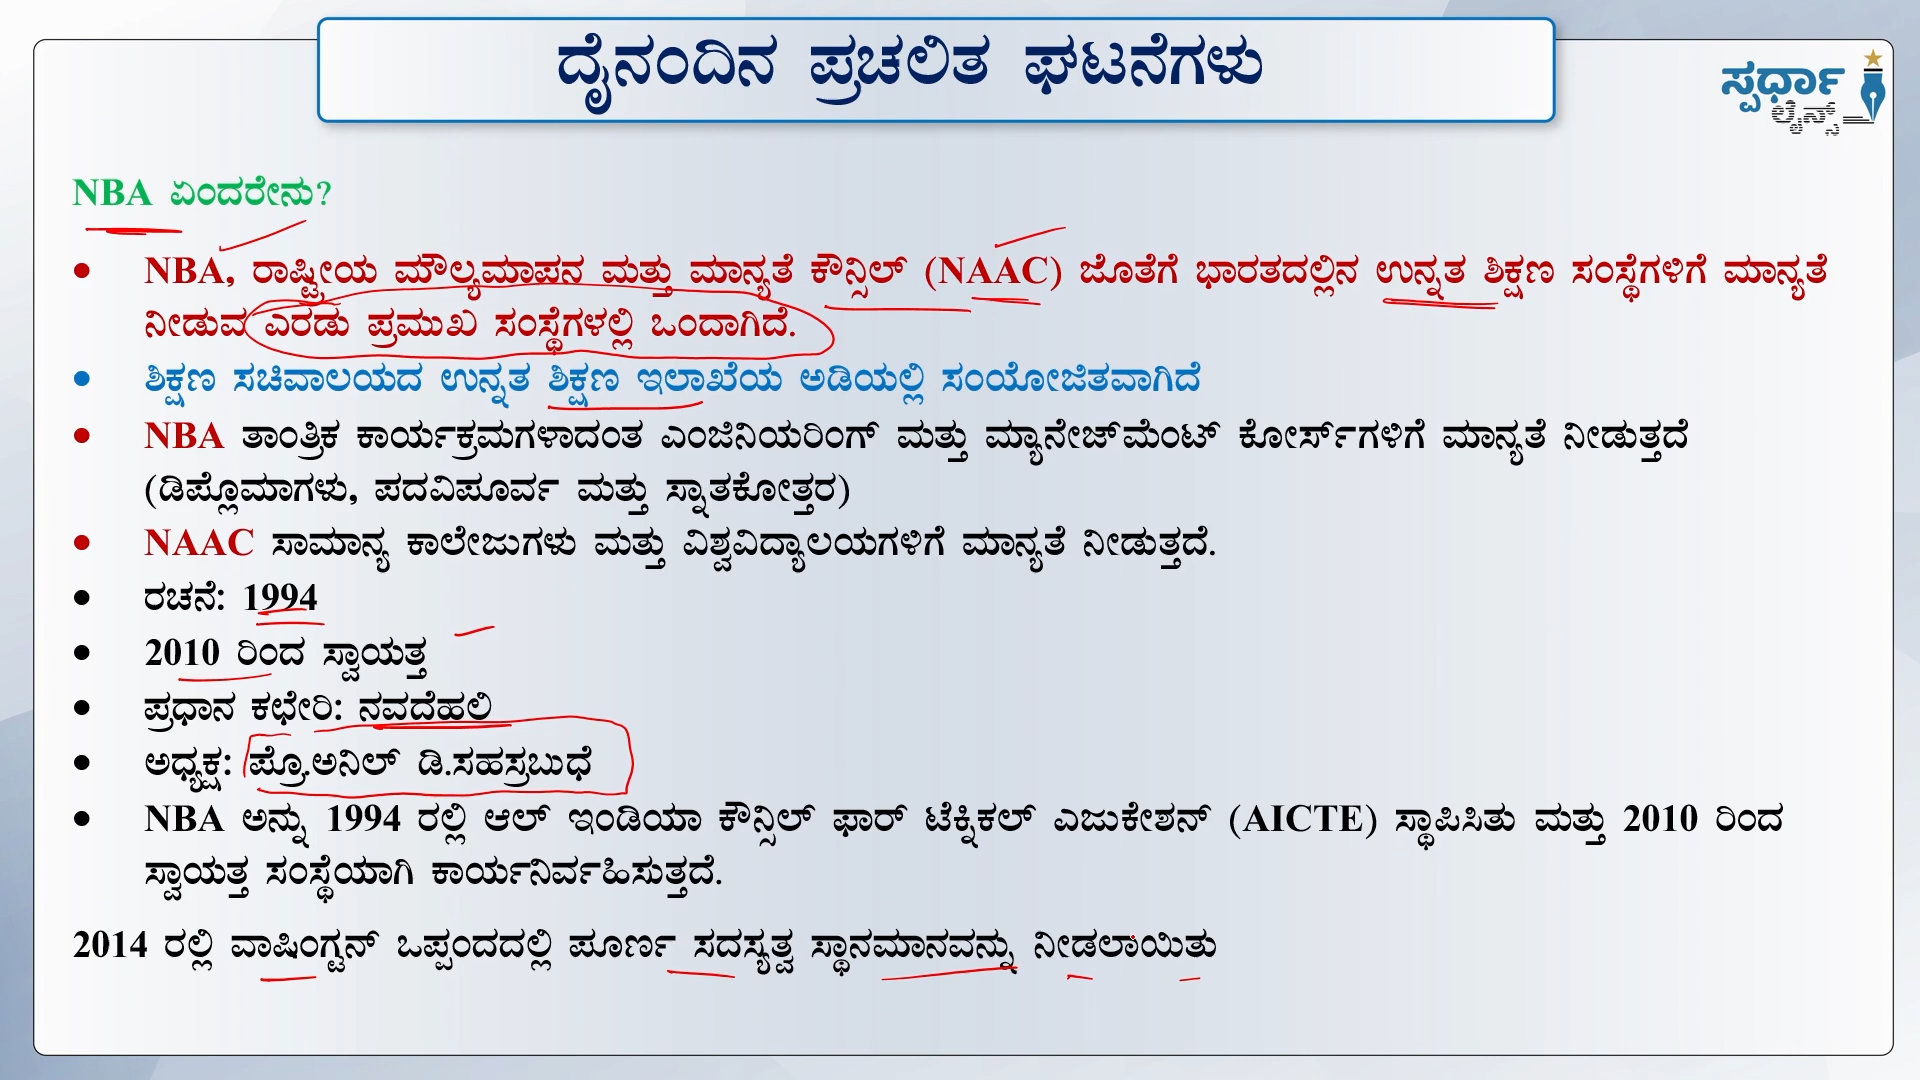 ದೈನಂದಿನ ಪ್ರಚಲಿತ ಘಟನೆಗಳು
ಸ್ಪರ್ಧಾ
ಲೈನ್ಸ್
NBA ಏಂದರೇನು?
• NBA, ರಾಷ್ಟ್ರೀಯ ಮೌಲ್ಯಮಾಪನ ಮತ್ತು ಮಾನ್ಯತೆ ಕೌನ್ಸಿಲ್ (NAAC) ಜೊತೆಗೆ ಭಾರತದಲ್ಲಿನ ಉನ್ನತ ಶಿಕ್ಷಣ ಸಂಸ್ಥೆಗಳಿಗೆ ಮಾನ್ಯತೆ
ನೀಡುವ ಎರಡು ಪ್ರಮುಖ ಸಂಸ್ಥೆಗಳಲ್ಲಿ ಒಂದಾಗಿದೆ.
• ಶಿಕ್ಷಣ ಸಚಿವಾಲಯದ ಉನ್ನತ ಶಿಕ್ಷಣ ಇಲಾಖೆಯ ಅಡಿಯಲ್ಲಿ ಸಂಯೋಜಿತವಾಗಿದೆ
• NBA ತಾಂತ್ರಿಕ ಕಾರ್ಯಕ್ರಮಗಳಾದಂತ ಎಂಜಿನಿಯರಿಂಗ್ ಮತ್ತು ಮ್ಯಾನೇಜ್‌ಮೆಂಟ್ ಕೋರ್ಸ್‌ಗಳಿಗೆ ಮಾನ್ಯತೆ ನೀಡುತ್ತದೆ
(ಡಿಪ್ಲೊಮಾಗಳು, ಪದವಿಪೂರ್ವ ಮತ್ತು ಸ್ನಾತಕೋತ್ತರ)
• NAAC ಸಾಮಾನ್ಯ ಕಾಲೇಜುಗಳು ಮತ್ತು ವಿಶ್ವವಿದ್ಯಾಲಯಗಳಿಗೆ ಮಾನ್ಯತೆ ನೀಡುತ್ತದೆ.
• ರಚನೆ: 1994
• 2010 ರಿಂದ ಸ್ವಾಯತ್ತ
• ಪ್ರಧಾನ ಕಛೇರಿ: ನವದೆಹಲಿ
• ಅಧ್ಯಕ್ಷ: ಪ್ರೊ.ಅನಿಲ್ ಡಿ.ಸಹಸ್ರಬುಧೆ
• NBA ಅನ್ನು 1994 ರಲ್ಲಿ ಆಲ್ ಇಂಡಿಯಾ ಕೌನ್ಸಿಲ್ ಫಾರ್ ಟೆಕ್ನಿಕಲ್ ಎಜುಕೇಶನ್ (AICTE) ಸ್ಥಾಪಿಸಿತು ಮತ್ತು 2010 ರಿಂದ
ಸ್ವಾಯತ್ತ ಸಂಸ್ಥೆಯಾಗಿ ಕಾರ್ಯನಿರ್ವಹಿಸುತ್ತದೆ.
2014 ರಲ್ಲಿ ವಾಷಿಂಗ್ಟನ್ ಒಪ್ಪಂದದಲ್ಲಿ ಪೂರ್ಣ ಸದಸ್ಯತ್ವ ಸ್ಥಾನಮಾನವನ್ನು ನೀಡಲಾಯಿತು